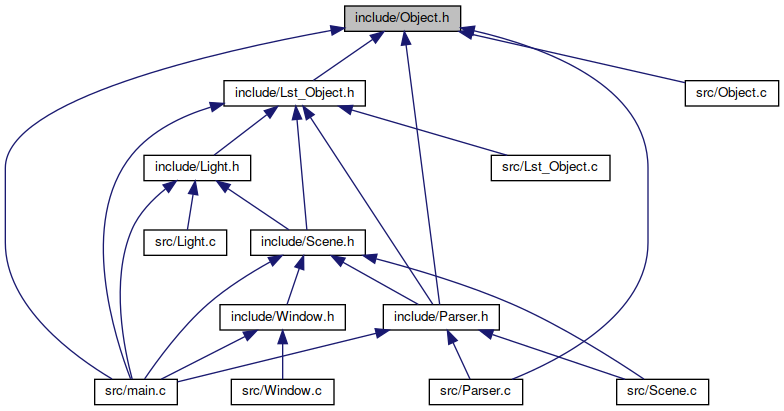 include/Object.h
include/Lst_Object.h
src/Object.c
include/Light.h
src/Lst_Object.c
src/Light.c
include/Scene.h
include/Window.h
include/Parser.h
src/main.c
src/Window.c
src/Parser.c
src/Scene.c